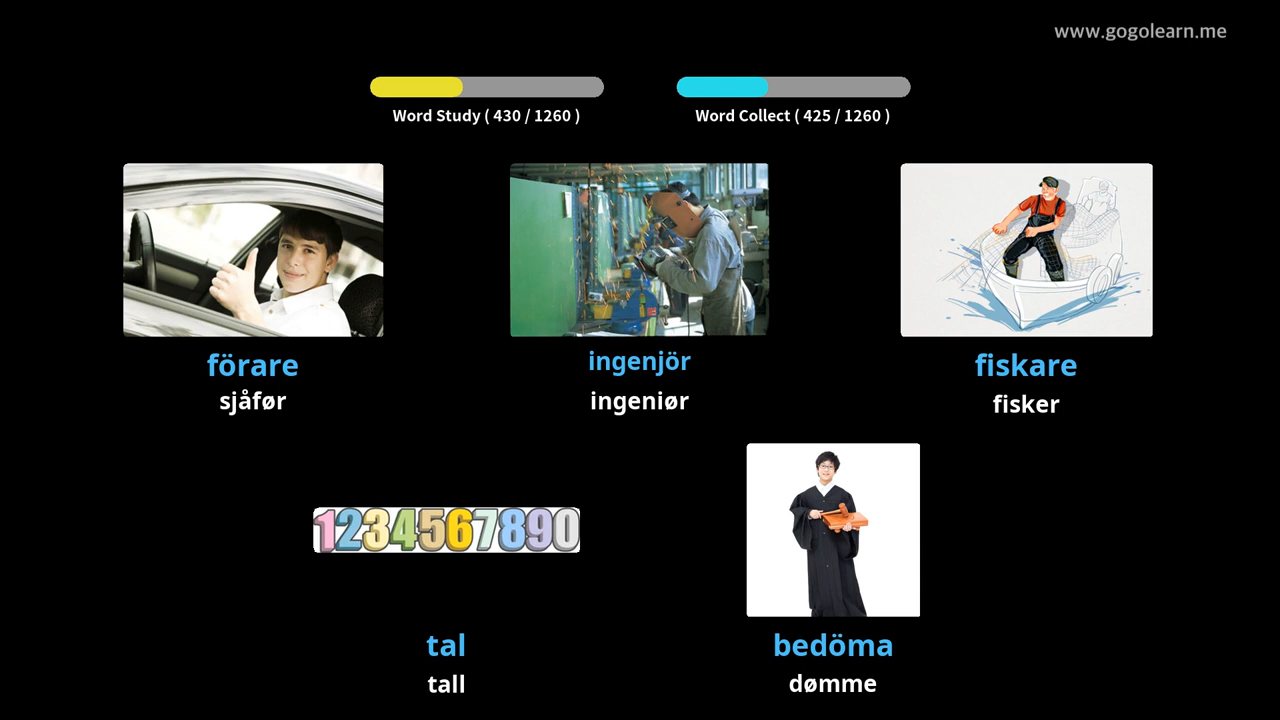 www.gogolearn.me
Word Study ( 430 / 1260 )
Word Collect ( 425 / 1260 )
förare
sjåfør
ingenjör
ingeniør
fiskare
fisker
1234567890
tal
tall
bedöma
dømme